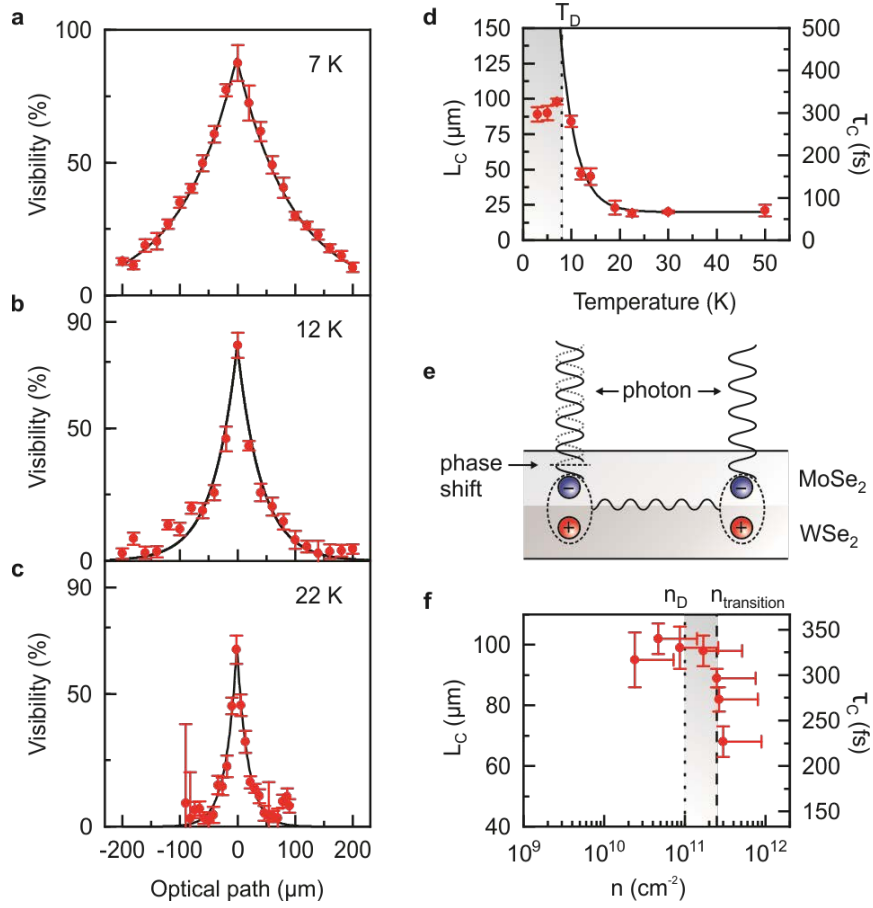 a
100
7 K
50
0
Visibility (%)
b
90
12 K
50
0
Visibility (%)
c
90
22 K
50
0
Visibility (%)
-200 -100 0 100 200
Optical path (μm)
d
T_D
150 500
125 400
100 300
75
50 200
25 100
0 0
L_C (μm)
τ_C (fs)
0 10 20 30 40 50
Temperature (K)
e
photon
phase
shift
− −
+ +
MoSe₂
WSe₂
f
n_D n_transition
100 350
80 300
60 250
40 200
150
L_C (μm)
τ_C (fs)
10⁹ 10¹⁰ 10¹¹ 10¹²
n (cm⁻²)